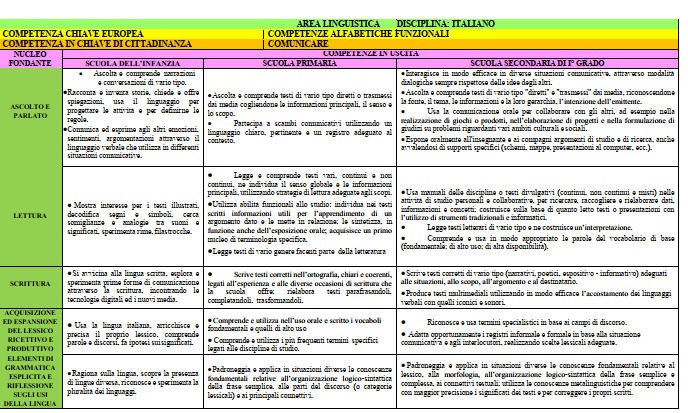 AREA LINGUISTICA DISCIPLINA: ITALIANO
COMPETENZA CHIAVE EUROPEA
COMPETENZE ALFABETICHE FUNZIONALI
COMPETENZA IN CHIAVE DI CITTADINANZA
COMUNICARE
NUCLEO
FONDANTE
COMPETENZE IN USCITA
SCUOLA DELL'INFANZIA
SCUOLA PRIMARIA
SCUOLA SECONDARIA DI I° GRADO
ASCOLTO E
PARLATO
● Ascolta e comprende narrazioni
e conversazioni di vario tipo.
●Racconta e inventa storie, chiede e offre
spiegazioni, usa il linguaggio per
progettare le attività e per definirne le
regole.
●Comunica ed esprime agli altri emozioni,
sentimenti, argomentazioni attraverso il
linguaggio verbale che utilizza in differenti
situazioni comunicative.
●Ascolta e comprende testi di vario tipo diretti o trasmessi
dai media cogliendone le informazioni principali, il senso e
lo scopo.
● Partecipa a scambi comunicativi utilizzando un
linguaggio chiaro, pertinente e un registro adeguato al
contesto.
●Interagisce in modo efficace in diverse situazioni comunicative, attraverso modalità
dialogiche sempre rispettose delle idee degli altri.
●Ascolta e comprende testi di vario tipo "diretti" e "trasmessi" dai media, riconoscendone
la fonte, il tema, le informazioni e la loro gerarchia, l'intenzione dell'emittente.
● Usa la comunicazione orale per collaborare con gli altri, ad esempio nella
realizzazione di giochi o prodotti, nell'elaborazione di progetti e nella formulazione di
giudizi su problemi riguardanti vari ambiti culturali e sociali.
●Espone oralmente all'insegnante e ai compagni argomenti di studio e di ricerca, anche
avvalendosi di supporti specifici (schemi, mappe, presentazioni al computer, ecc.).
LETTURA
● Mostra interesse per i testi illustrati,
decodifica segni e simboli, cerca
somiglianze e analogie tra suoni e
significati, sperimenta rime, filastrocche.
● Legge e comprende testi vari, continui e non
continui, ne individua il senso globale e le informazioni
principali, utilizzando strategie di lettura adeguate agli scopi.
●Utilizza abilità funzionali allo studio: individua nei testi
scritti informazioni utili per l'apprendimento di un
argomento dato e le mette in relazione; le sintetizza, in
funzione anche dell'esposizione orale; acquisisce un primo
nucleo di terminologia specifica.
●Legge testi di vario genere facenti parte della letteratura
●Usa manuali delle discipline o testi divulgativi (continui, non continui e misti) nelle
attività di studio personali e collaborative, per ricercare, raccogliere e rielaborare dati,
informazioni e concetti; costruisce sulla base di quanto letto testi o presentazioni con
l'utilizzo di strumenti tradizionali e informatici.
● Legge testi letterari di vario tipo e ne costruisce un'interpretazione.
● Comprende e usa in modo appropriato le parole del vocabolario di base
(fondamentale; di alto uso; di alta disponibilità).
SCRITTURA
●Si avvicina alla lingua scritta, esplora e
sperimenta prime forme di comunicazione
attraverso la scrittura, incontrando le
tecnologie digitali ed i nuovi media.
● Scrive testi corretti nell'ortografia, chiari e coerenti,
legati all'esperienza e alle diverse occasioni di scrittura che
la scuola offre; rielabora testi parafrasandoli,
completandoli, trasformandoli.
●Scrive testi corretti di vario tipo (narrativi, poetici, espositivo - informativo) adeguati
alle situazioni, allo scopo, all'argomento e al destinatario.
●Produce testi multimediali utilizzando in modo efficace l'accostamento dei linguaggi
verbali con quelli iconici e sonori.
ACQUISIZIONE
ED ESPANSIONE
DEL LESSICO
RICETTIVO E
PRODUTTIVO
● Usa la lingua italiana, arricchisce e
precisa il proprio lessico, comprende
parole e discorsi, fa ipotesi sui significati.
●Comprende e utilizza nell'uso orale e scritto i vocaboli
fondamentali e quelli di alto uso
●Comprende e utilizza i più frequenti termini specifici
legati alle discipline di studio.
● Riconosce e usa termini specialistici in base ai campi di discorso.
● Adatta opportunamente i registri informale e formale in base alla situazione
comunicativa e agli interlocutori, realizzando scelte lessicali adeguate.
ELEMENTI DI
GRAMMATICA
ESPLICITA E
RIFLESSIONE
SUGLI USI
DELLA LINGUA
●Ragiona sulla lingua, scopre la presenza
di lingue diverse, riconosce e sperimenta la
pluralità dei linguaggi.
●Padroneggia e applica in situazioni diverse le conoscenze
fondamentali relative all'organizzazione logico-sintattica
della frase semplice, alle parti del discorso (o categorie
lessicali) e ai principali connettivi.
●Padroneggia e applica in situazioni diverse le conoscenze fondamentali relative al
lessico, alla morfologia, all'organizzazione logico-sintattica della frase semplice e
complessa, ai connettivi testuali; utilizza le conoscenze metalinguistiche per comprendere
con maggior precisione i significati dei testi e per correggere i propri scritti.